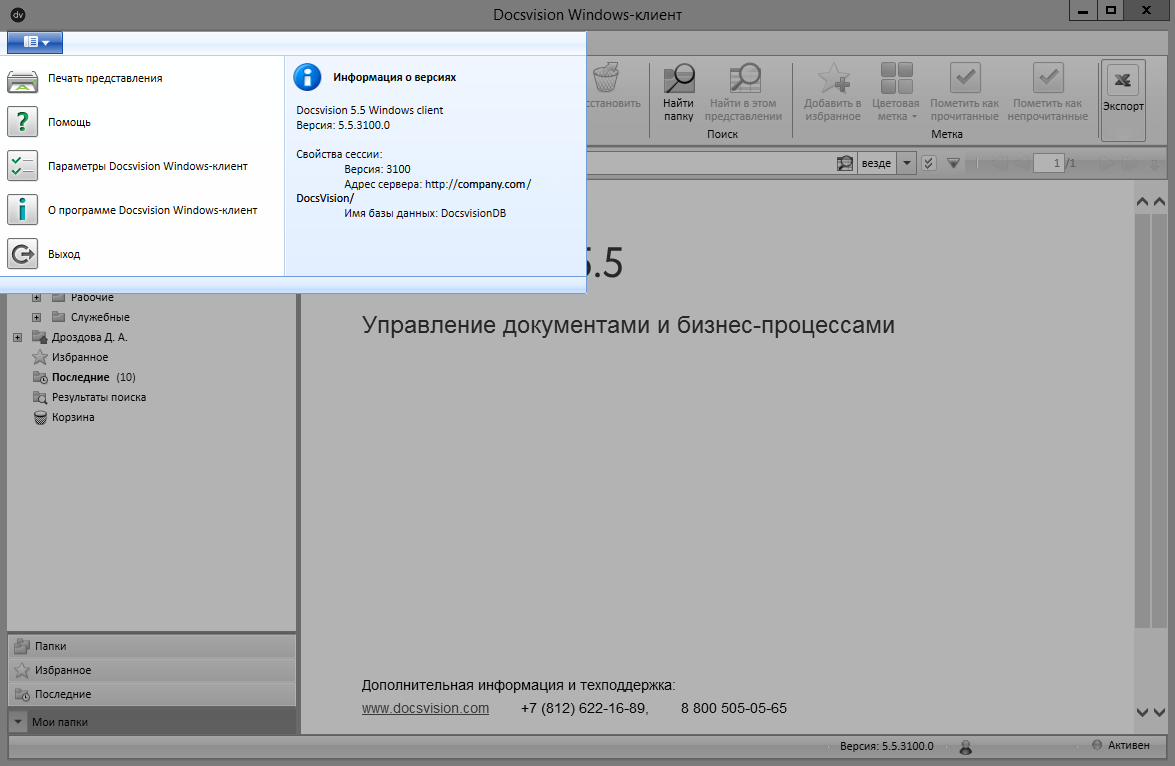 Docsvision Windows-клиент
Печать представления
Помощь
Параметры Docsvision Windows-клиент
О программе Docsvision Windows-клиент
Выход
Информация о версиях
Docsvision 5.5 Windows client
Версия: 5.5.3100.0
Свойства сессии:
Версия: 3100
Адрес сервера: http://company.com/
DocsVision/
Имя базы данных: DocsvisionDB
Найти
папку
Найти в этом
представлении
Поиск
Добавить в
избранное
Цветовая
метка
Пометить как
прочитанные
Пометить как
непрочитанные
Метка
Экспорт
везде
1 /1
5.5
Управление документами и бизнес-процессами
Рабочие
Служебные
Дроздова Д. А.
Избранное
Последние (10)
Результаты поиска
Корзина
Папки
Избранное
Последние
Мои папки
Дополнительная информация и техподдержка:
www.docsvision.com +7 (812) 622-16-89, 8 800 505-05-65
Версия: 5.5.3100.0
Активен